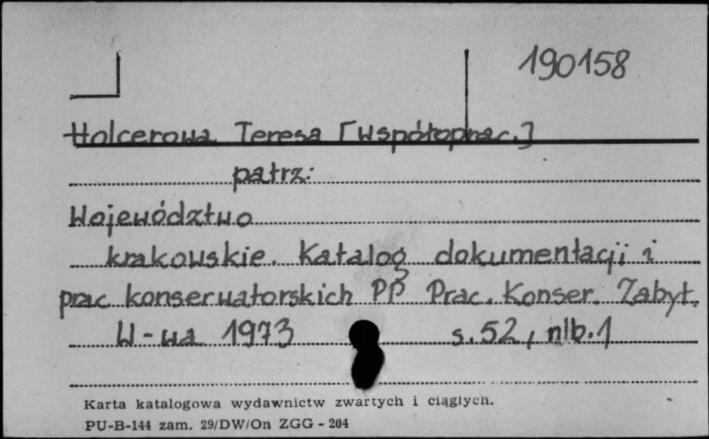 190158
Holcerowa Teresa [współoprac.]
patrz:
Województwo
krakowskie. Katalog dokumentacji i
prac konserwatorskich PP Prac. Konser. Zabyt.
W-wa 1973 s. 52, nlb. 1
Karta katalogowa wydawnictw zwartych i ciągłych.
PU-B-144 zam. 29/DW/On ZGG - 204